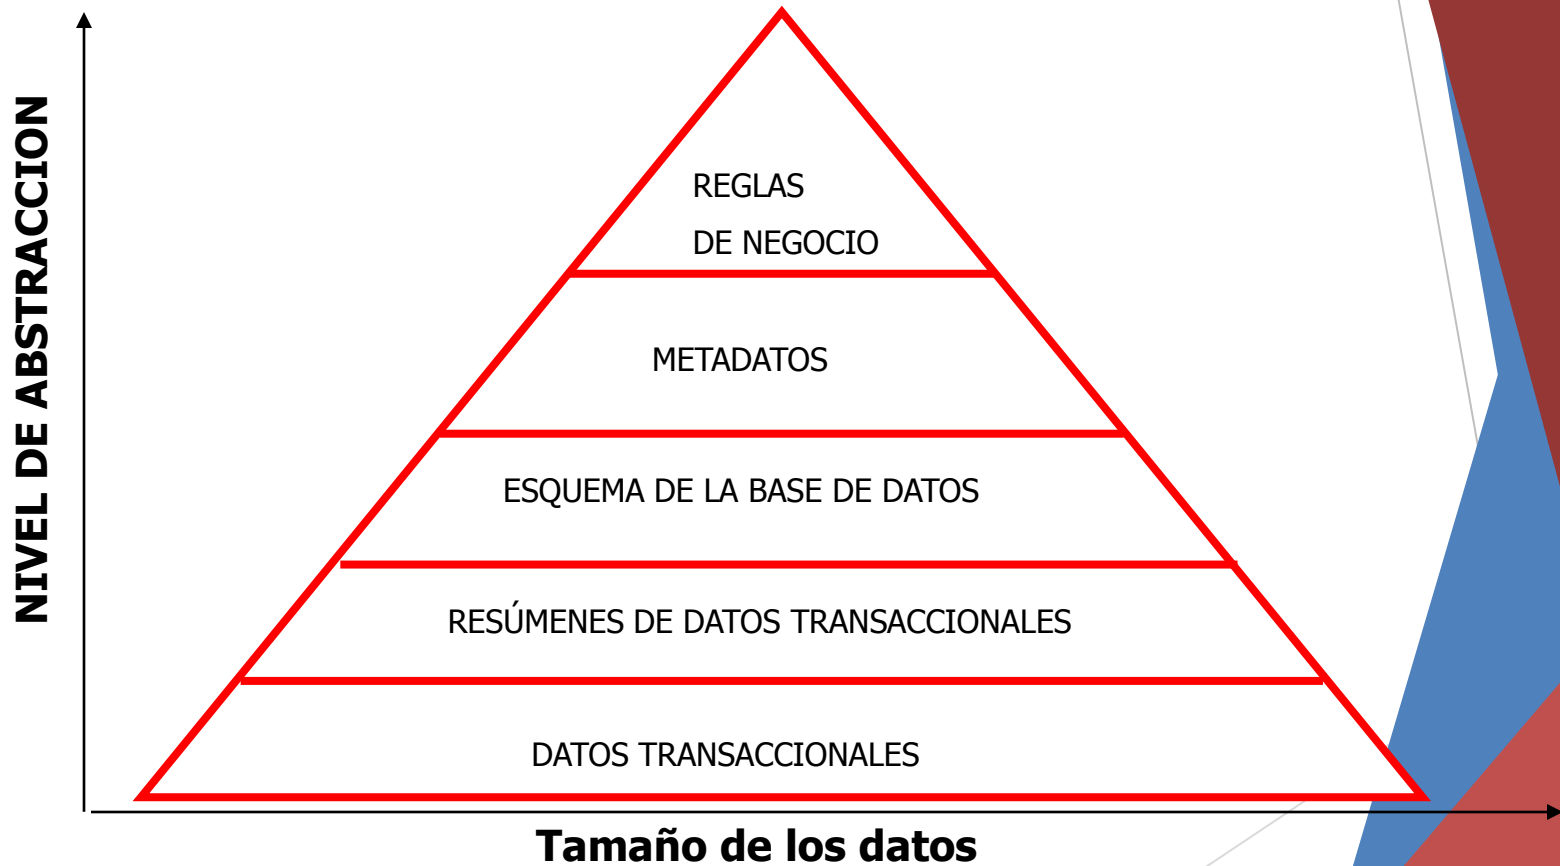 NIVEL DE ABSTRACCION
REGLAS
DE NEGOCIO
METADATOS
ESQUEMA DE LA BASE DE DATOS
RESÚMENES DE DATOS TRANSACCIONALES
DATOS TRANSACCIONALES
Tamaño de los datos